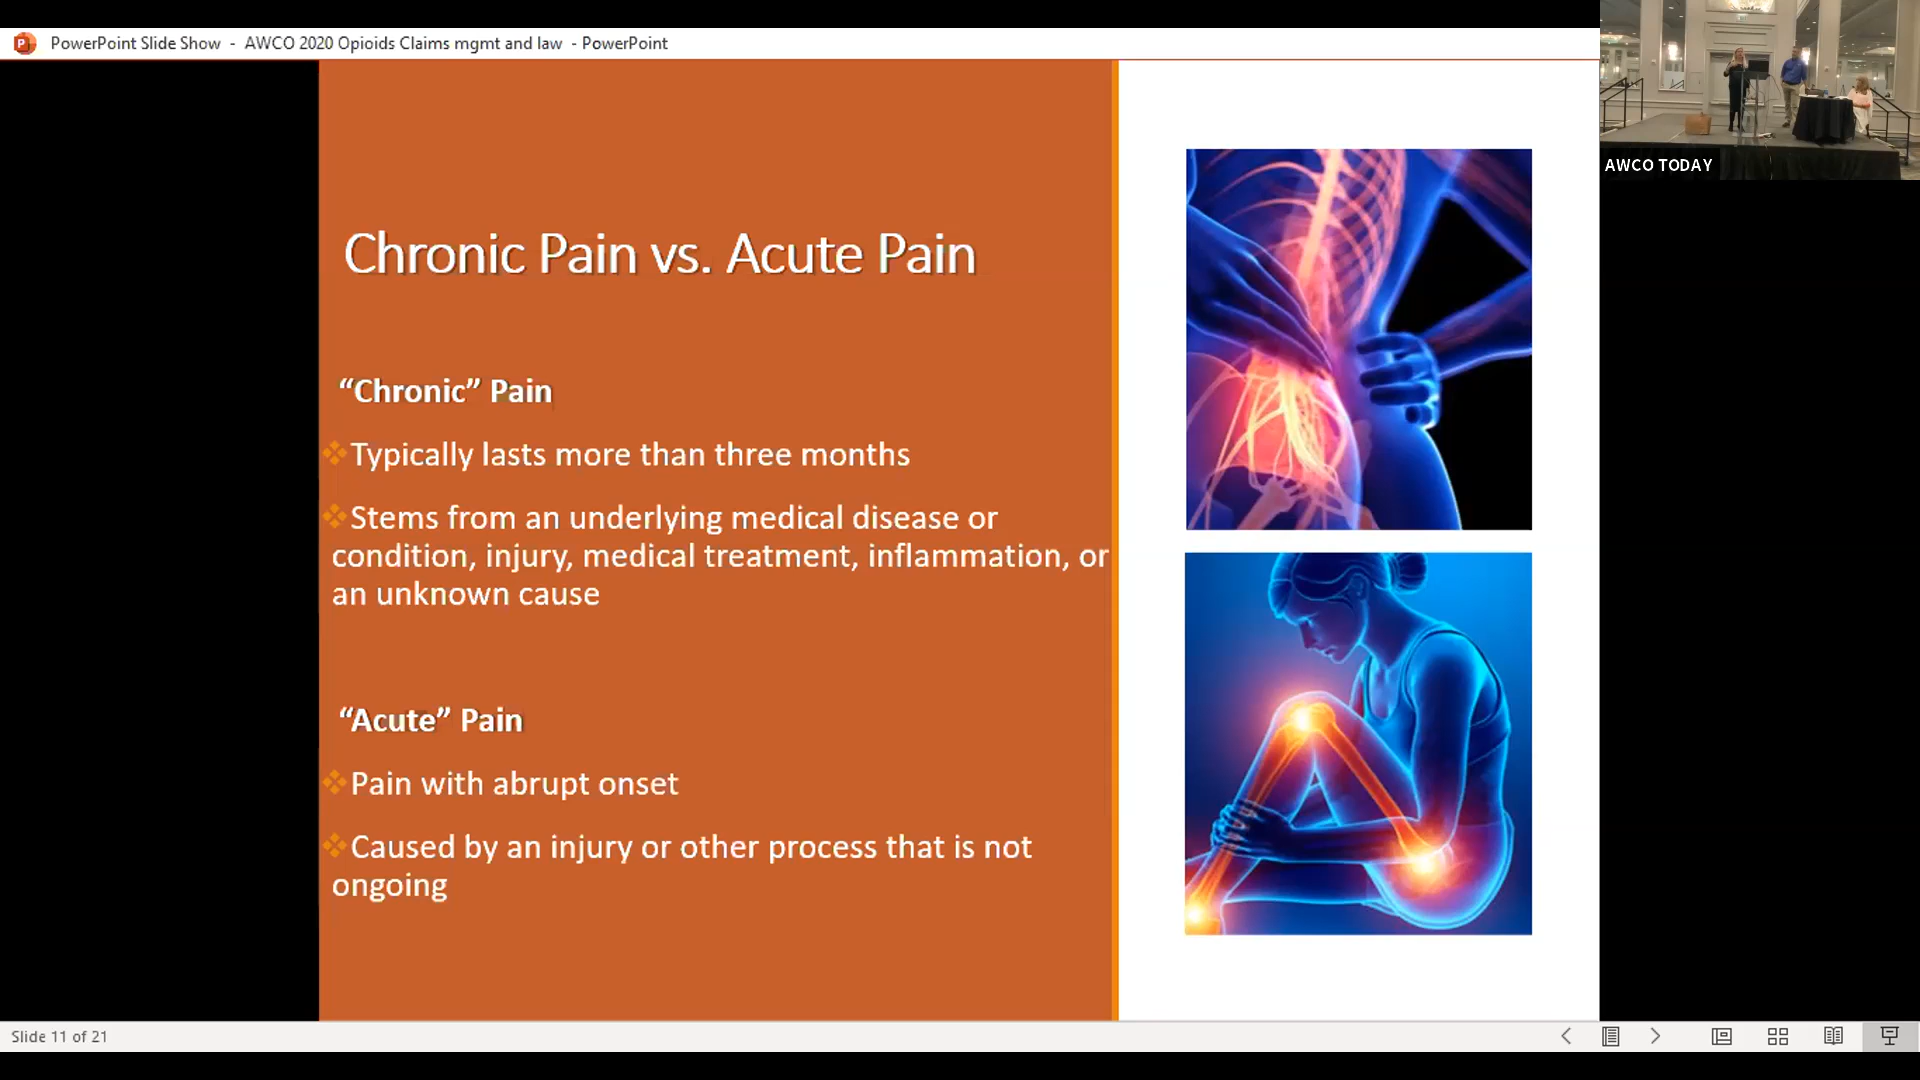 PowerPoint Slide Show - AWCO 2020 Opioids Claims mgmt and law - PowerPoint
AWCO TODAY
Chronic Pain vs. Acute Pain
“Chronic” Pain
Typically lasts more than three months
Stems from an underlying medical disease or
condition, injury, medical treatment, inflammation, or
an unknown cause
“Acute” Pain
Pain with abrupt onset
Caused by an injury or other process that is not
ongoing
Slide 11 of 21